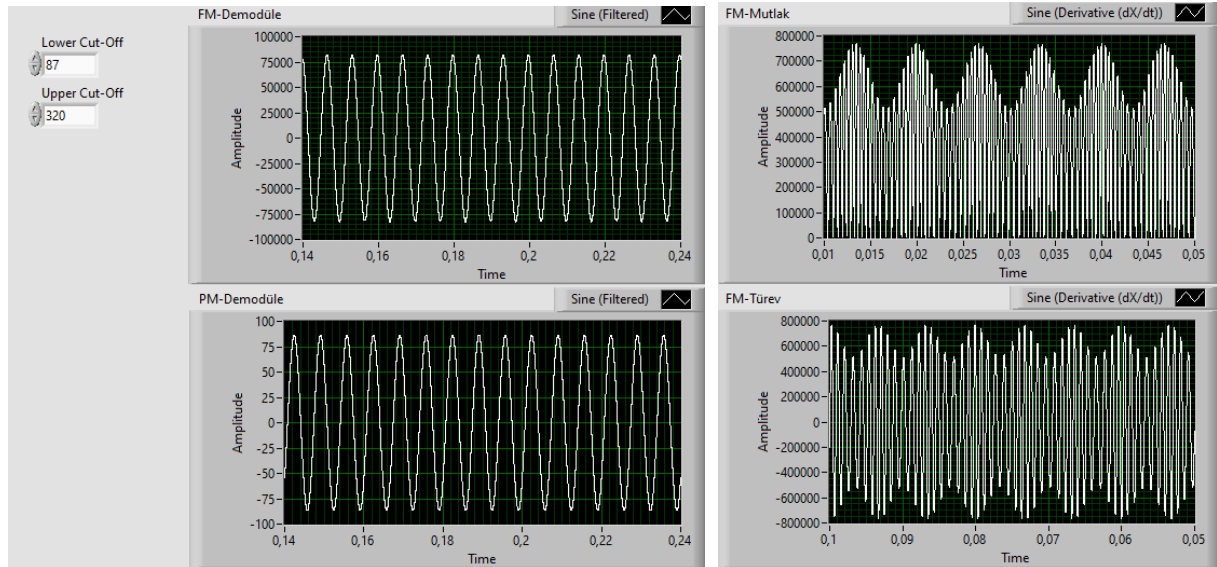 Lower Cut-Off
87
Upper Cut-Off
320
FM-Demodüle
Sine (Filtered)
Amplitude
100000
75000
50000
25000
0
-25000
-50000
-75000
-100000
0,14 0,16 0,18 0,2 0,22 0,24
Time
FM-Mutlak
Sine (Derivative (dX/dt))
Amplitude
800000
700000
600000
500000
400000
300000
200000
100000
0
0,01 0,015 0,02 0,025 0,03 0,035 0,04 0,045 0,05
Time
PM-Demodüle
Sine (Filtered)
Amplitude
100
75
50
25
0
-25
-50
-75
-100
0,14 0,16 0,18 0,2 0,22 0,24
Time
FM-Türev
Sine (Derivative (dX/dt))
Amplitude
800000
600000
400000
200000
0
-200000
-400000
-600000
-800000
0,1 0,09 0,08 0,07 0,06 0,05
Time